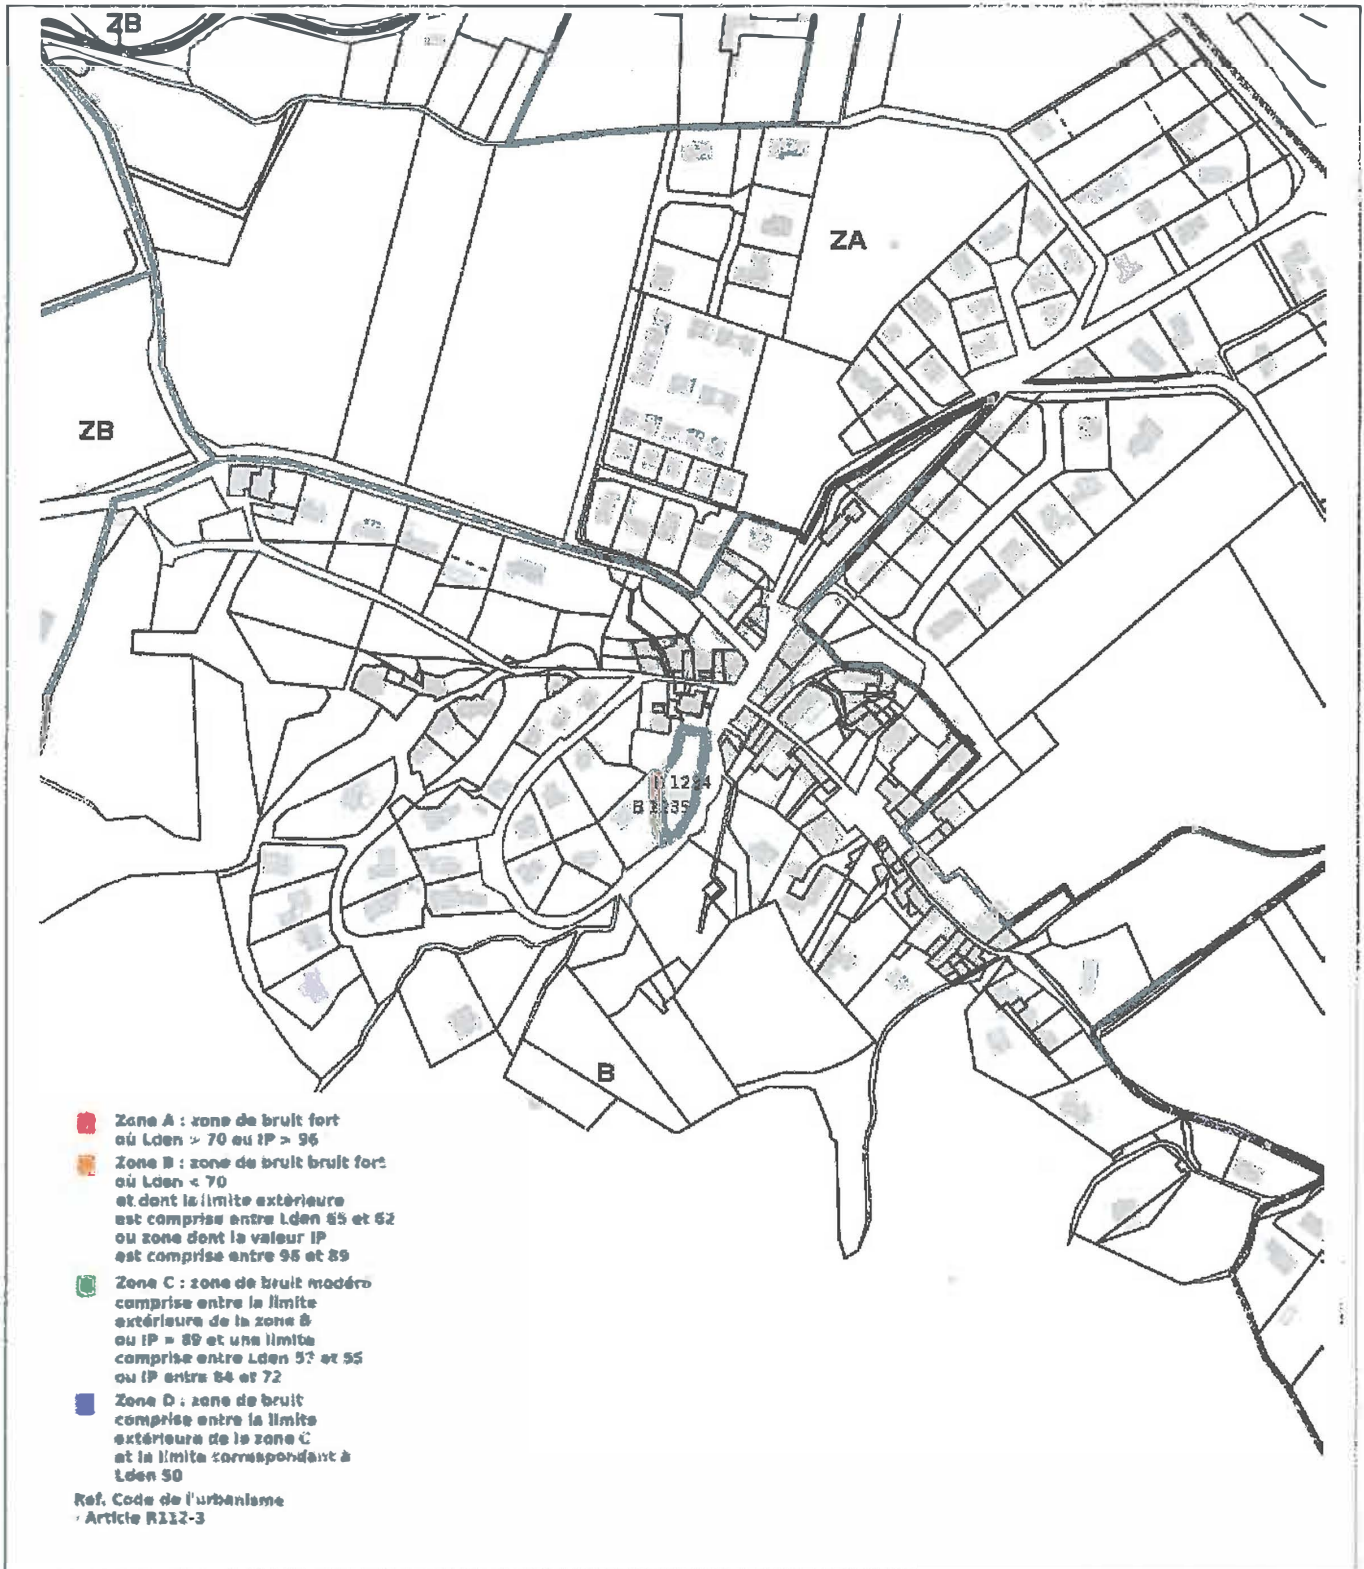 ZB
ZA
ZB
B 1234
B 1235
B
Zone A : zone de bruit fort
où Lden > 70 ou IP > 96
Zone B : zone de bruit bruit fort
où Lden < 70
et dont la limite extérieure
est comprise entre Lden 65 et 62
ou zone dont la valeur IP
est comprise entre 96 et 89
Zone C : zone de bruit modéré
comprise entre la limite
extérieure de la zone B
ou IP = 89 et une limite
comprise entre Lden 57 et 55
ou IP entre 84 et 72
Zone D : zone de bruit
comprise entre la limite
extérieure de la zone C
et la limite correspondant à
Lden 50
Ref. Code de l'urbanisme
- Article R112-3